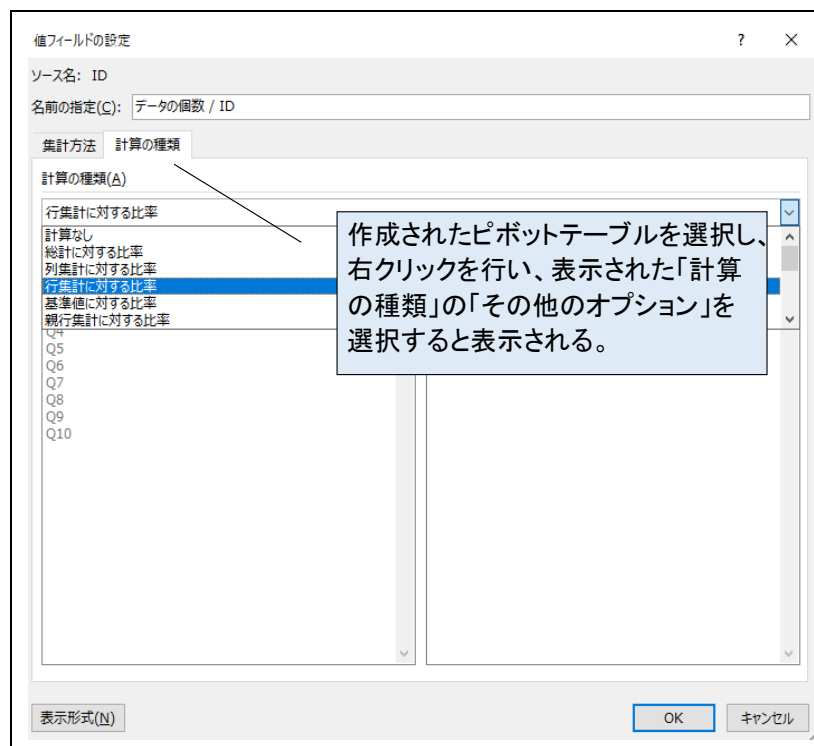 値フィールドの設定
? ×
ソース名: ID
名前の指定(C): データの個数 / ID
集計方法 計算の種類
計算の種類(A)
行集計に対する比率
計算なし
総計に対する比率
列集計に対する比率
行集計に対する比率
基準値に対する比率
親行集計に対する比率
作成されたピボットテーブルを選択し、
右クリックを行い、表示された「計算
の種類」の「その他のオプション」を
選択すると表示される。
Q4
Q5
Q6
Q7
Q8
Q9
Q10
表示形式(N)
OK キャンセル